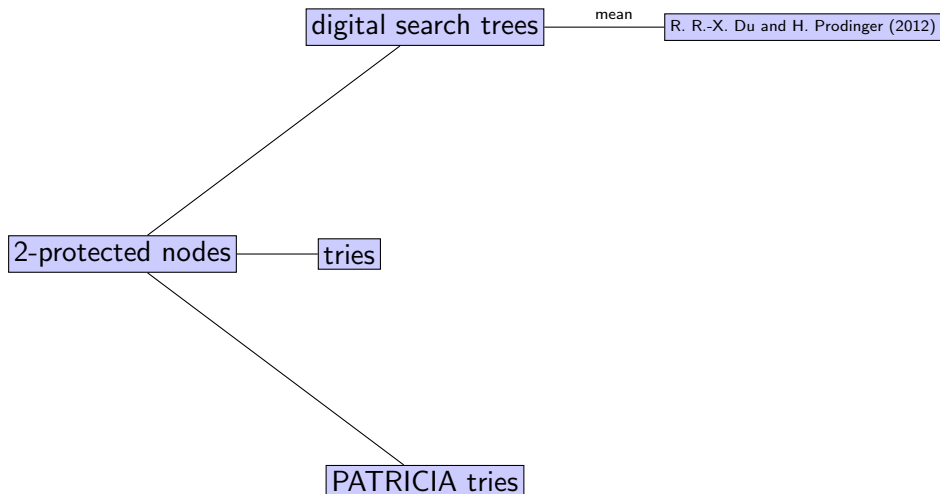 digital search trees
mean
R. R.-X. Du and H. Prodinger (2012)
2-protected nodes
tries
PATRICIA tries